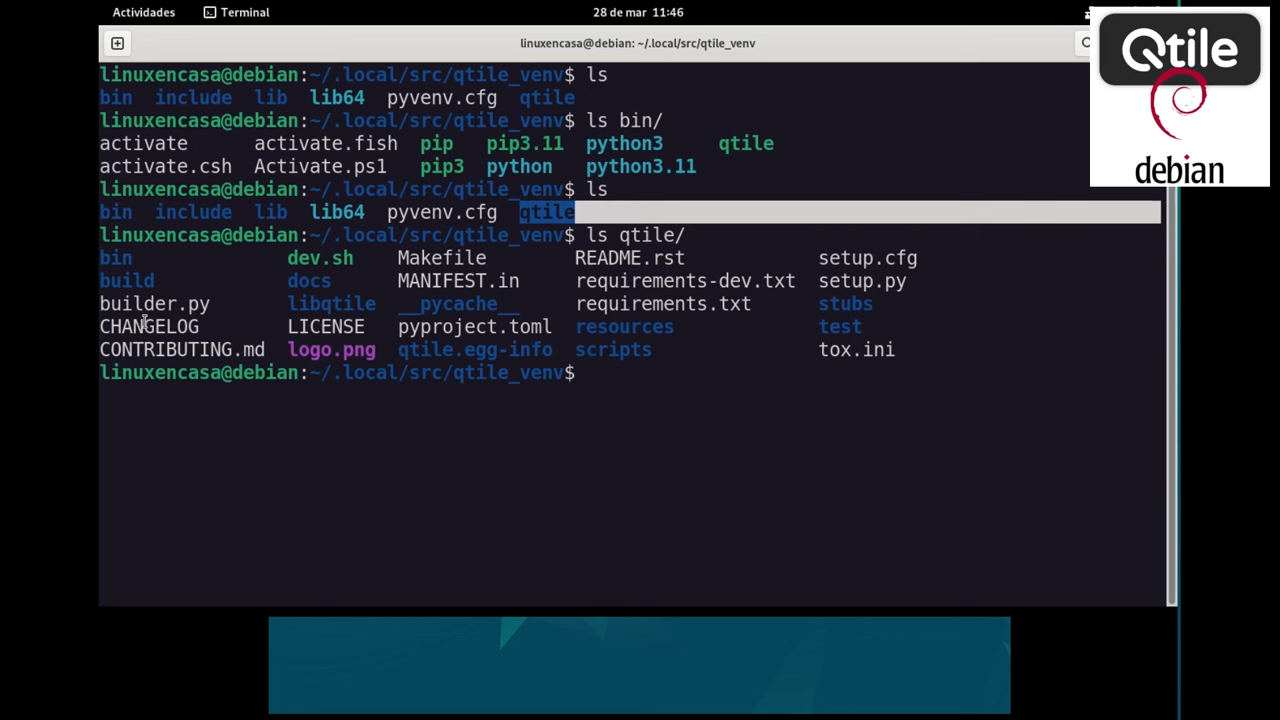 Actividades Terminal 28 de mar 11:46
linuxencasa@debian: ~/.local/src/qtile_venv
Qtile
debian
linuxencasa@debian:~/.local/src/qtile_venv$ ls
bin include lib lib64 pyvenv.cfg qtile
linuxencasa@debian:~/.local/src/qtile_venv$ ls bin/
activate activate.fish pip pip3.11 python3 qtile
activate.csh Activate.ps1 pip3 python python3.11
linuxencasa@debian:~/.local/src/qtile_venv$ ls
bin include lib lib64 pyvenv.cfg qtile
linuxencasa@debian:~/.local/src/qtile_venv$ ls qtile/
bin dev.sh Makefile README.rst setup.cfg
build docs MANIFEST.in requirements-dev.txt setup.py
builder.py libqtile __pycache__ requirements.txt stubs
CHANGELOG LICENSE pyproject.toml resources test
CONTRIBUTING.md logo.png qtile.egg-info scripts tox.ini
linuxencasa@debian:~/.local/src/qtile_venv$